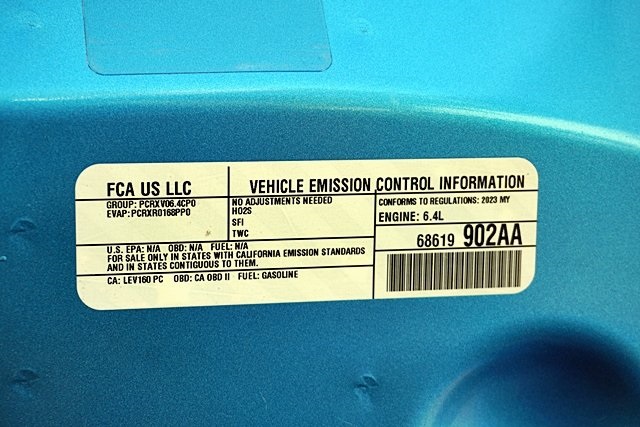 FCA US LLC
VEHICLE EMISSION CONTROL INFORMATION
GROUP: PCRXV06.4CP0
EVAP: PCRXR0168PP0
NO ADJUSTMENTS NEEDED
HO2S
SFI
TWC
CONFORMS TO REGULATIONS: 2023 MY
ENGINE: 6.4L
68619 902AA
U.S. EPA: N/A OBD: N/A FUEL: N/A
FOR SALE ONLY IN STATES WITH CALIFORNIA EMISSION STANDARDS
AND IN STATES CONTIGUOUS TO THEM.
CA: LEV160 PC OBD: CA OBD II FUEL: GASOLINE